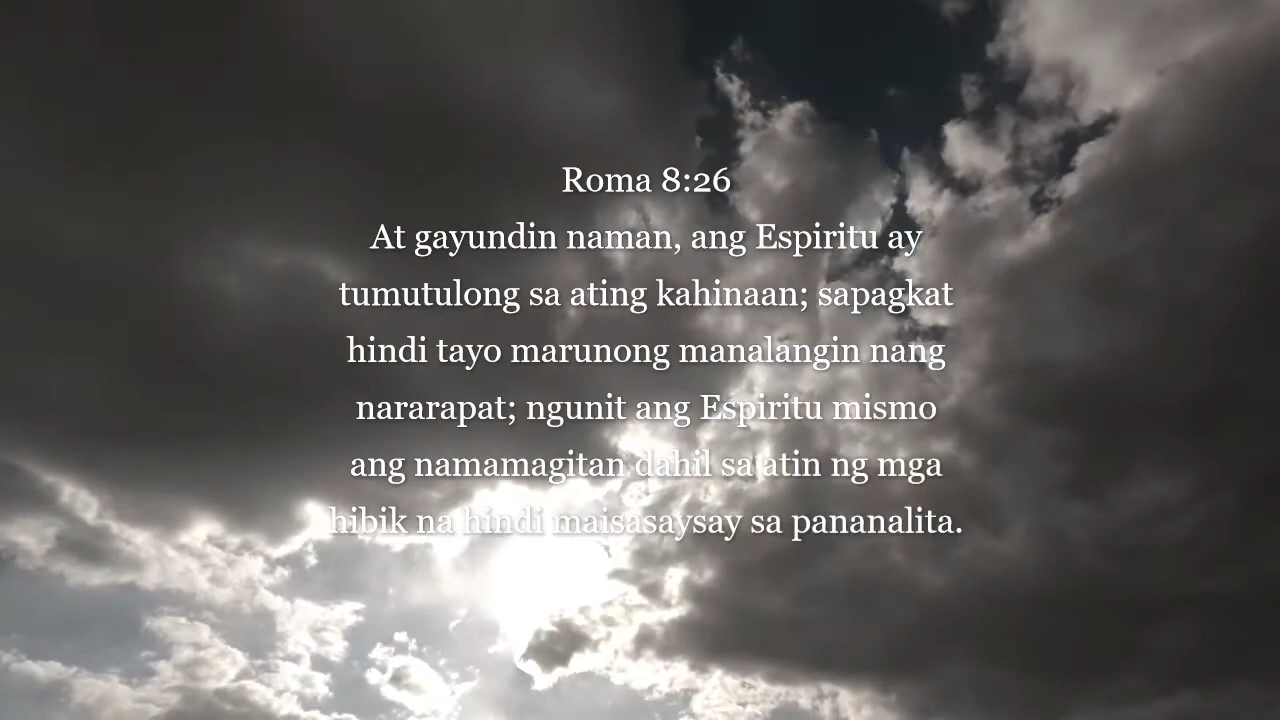 Roma 8:26
At gayundin naman, ang Espiritu ay
tumutulong sa ating kahinaan; sapagkat
hindi tayo marunong manalangin nang
nararapat; ngunit ang Espiritu mismo
ang namamagitan dahil sa atin ng mga
hibik na hindi maisasaysay sa pananalita.